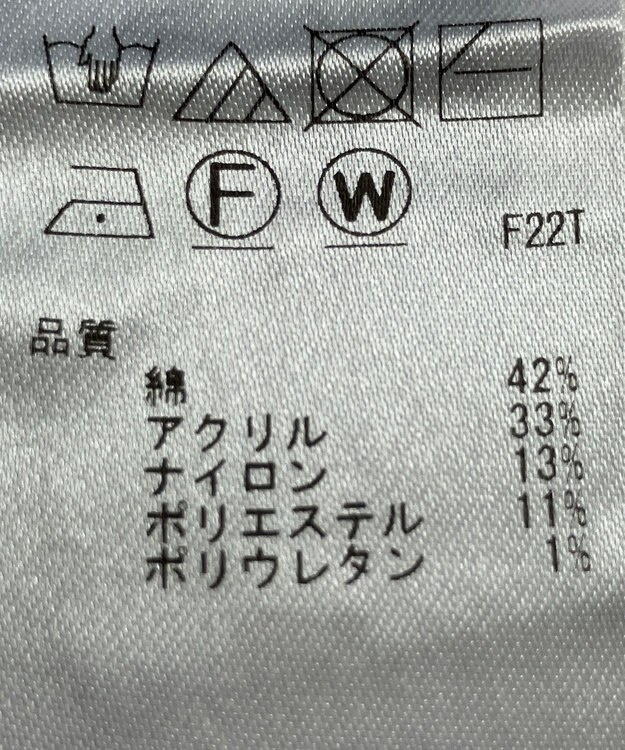 F W F22T
品質
綿 42%
アクリル 33%
ナイロン 13%
ポリエステル 11%
ポリウレタン 1%